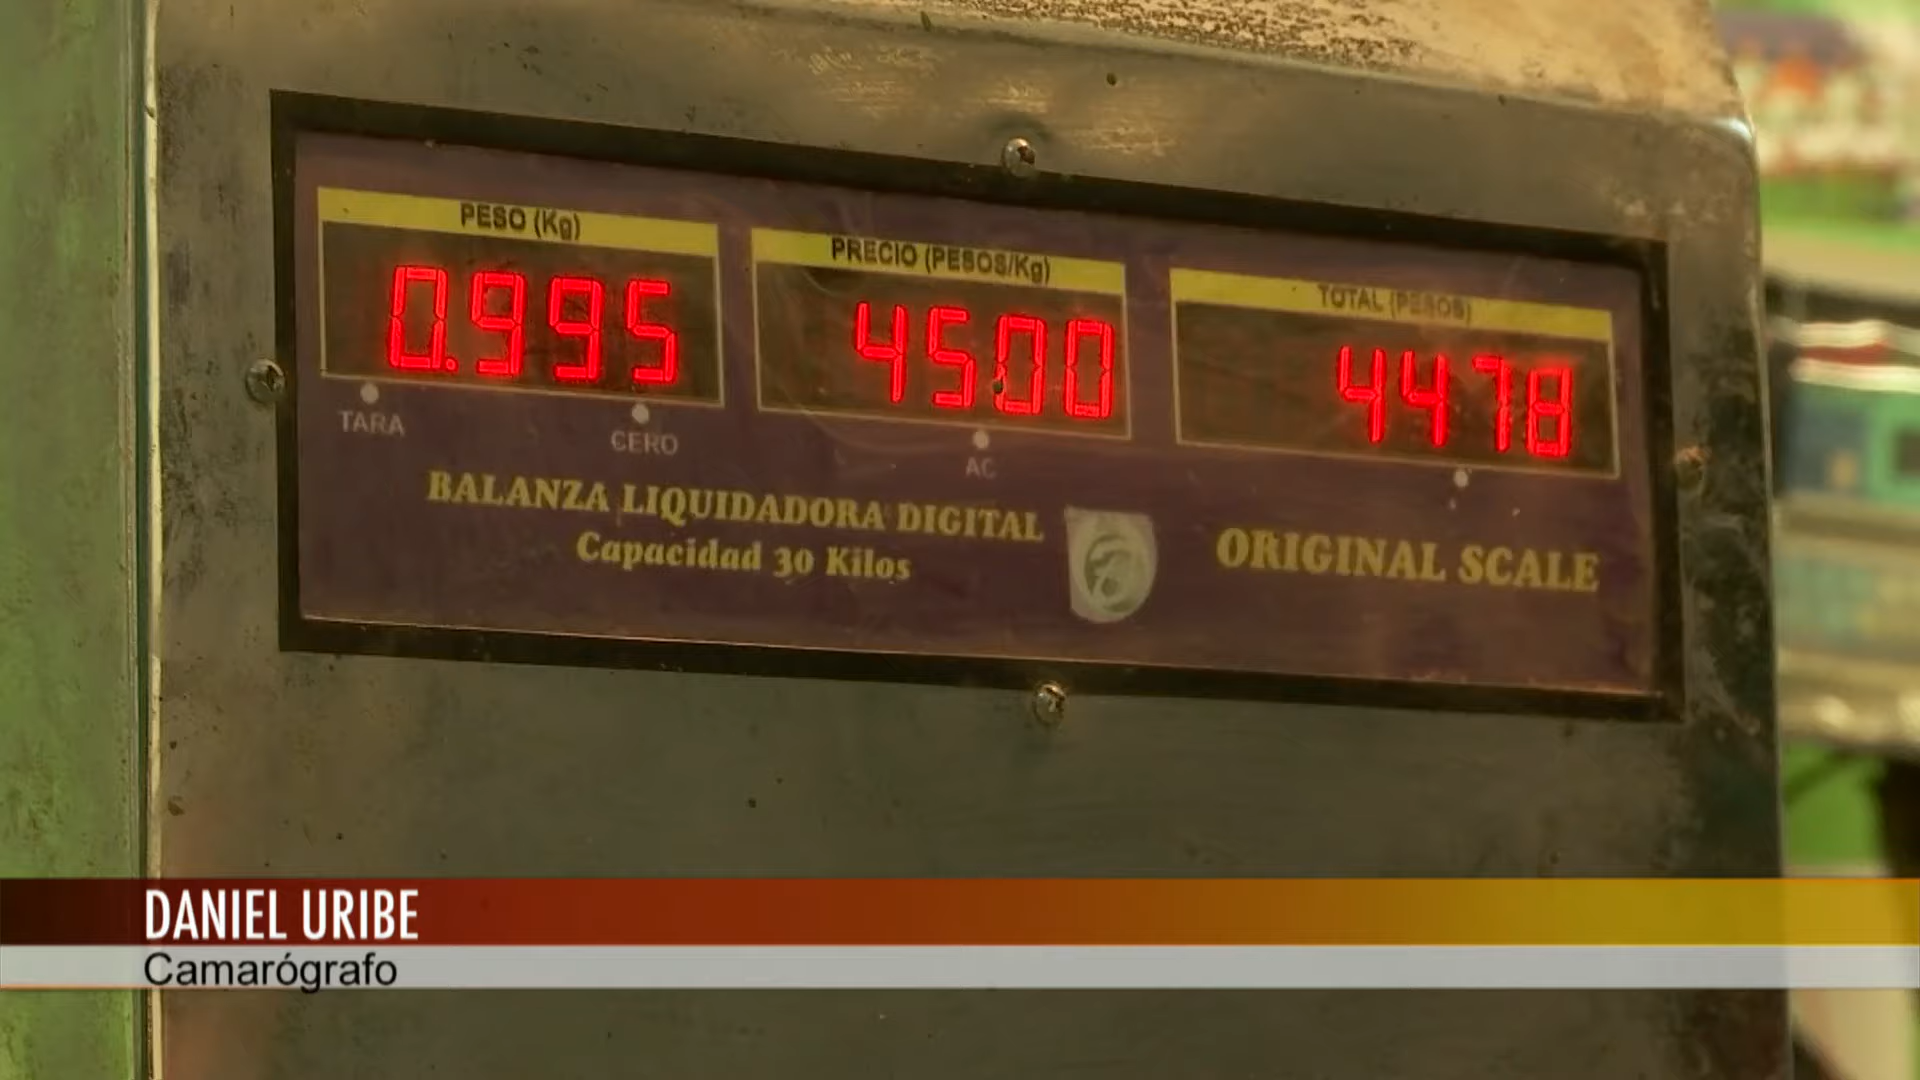 PESO (Kg)
PRECIO (PESOS/Kg)
TOTAL (PESOS)
0.995
4500
4478
TARA
CERO
AC
BALANZA LIQUIDADORA DIGITAL
Capacidad 30 Kilos
ORIGINAL SCALE
DANIEL URIBE
Camarógrafo